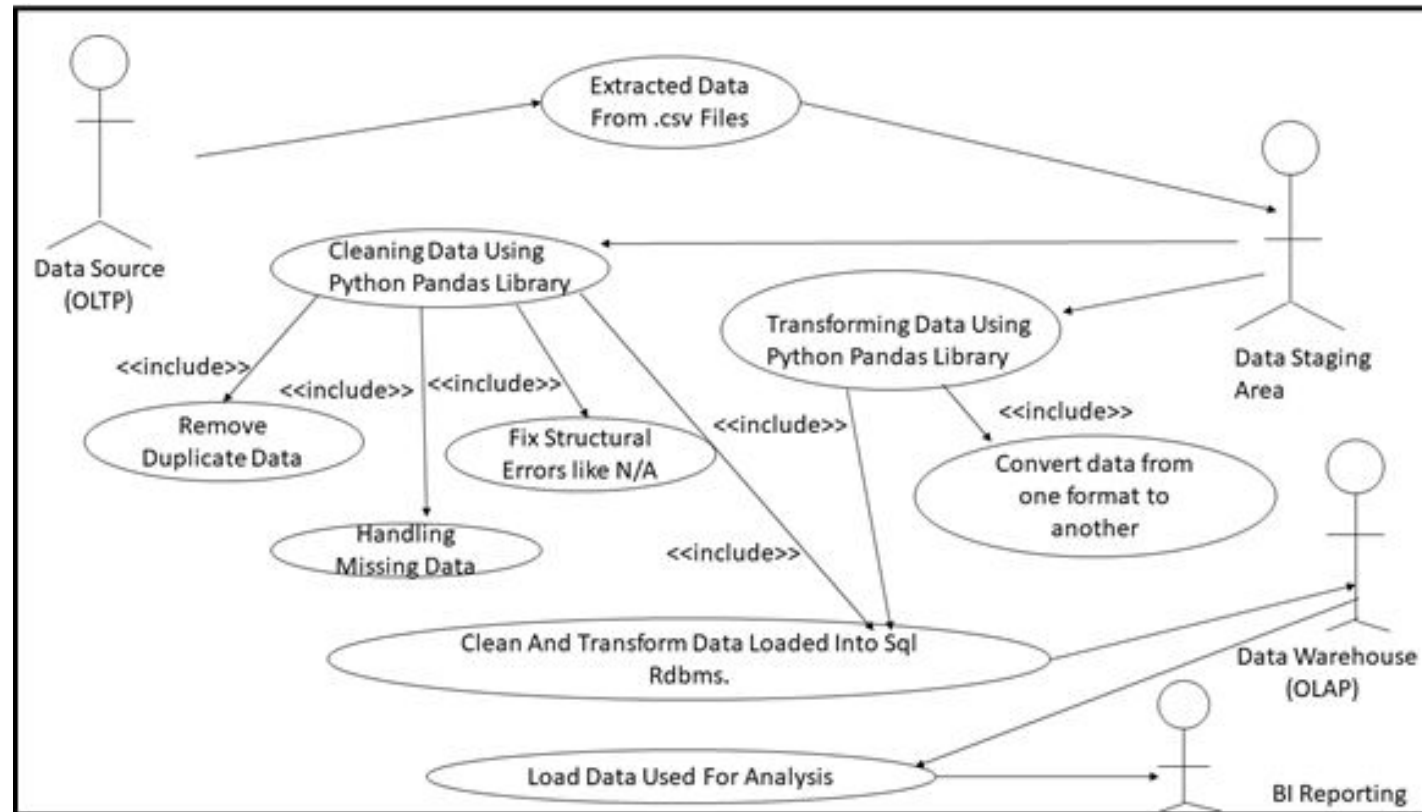 Extracted Data
From .csv Files
Data Source
(OLTP)
Cleaning Data Using
Python Pandas Library
Transforming Data Using
Python Pandas Library
Data Staging
Area
<<include>>
<<include>>
<<include>>
<<include>>
<<include>>
Remove
Duplicate Data
Fix Structural
Errors like N/A
Convert data from
one format to
another
Handling
Missing Data
<<include>>
Clean And Transform Data Loaded Into Sql
Rdbms.
Data Warehouse
(OLAP)
Load Data Used For Analysis
BI Reporting